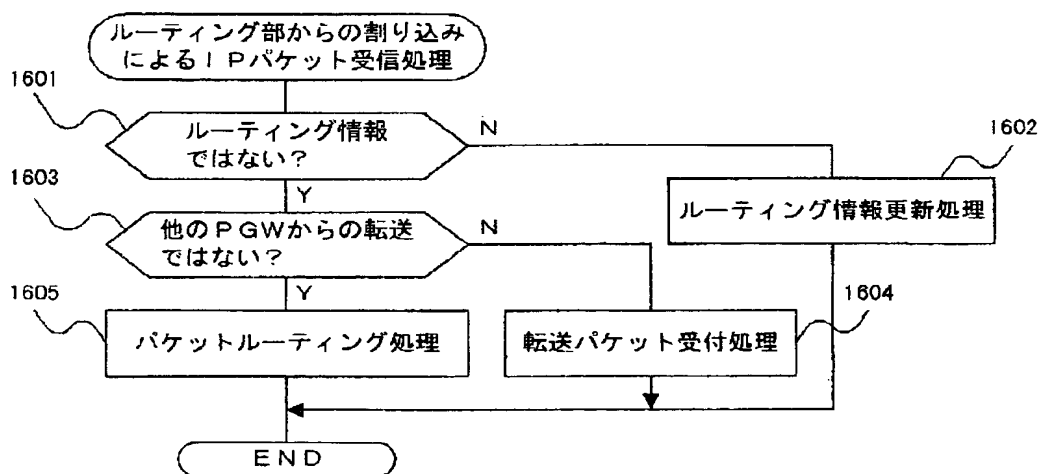 ルーティング部からの割り込み
によるIPパケット受信処理
1601
ルーティング情報
ではない?
N
1602
Y
ルーティング情報更新処理
1603
他のPGWからの転送
ではない?
N
Y
1605
パケットルーティング処理
1604
転送パケット受付処理
END